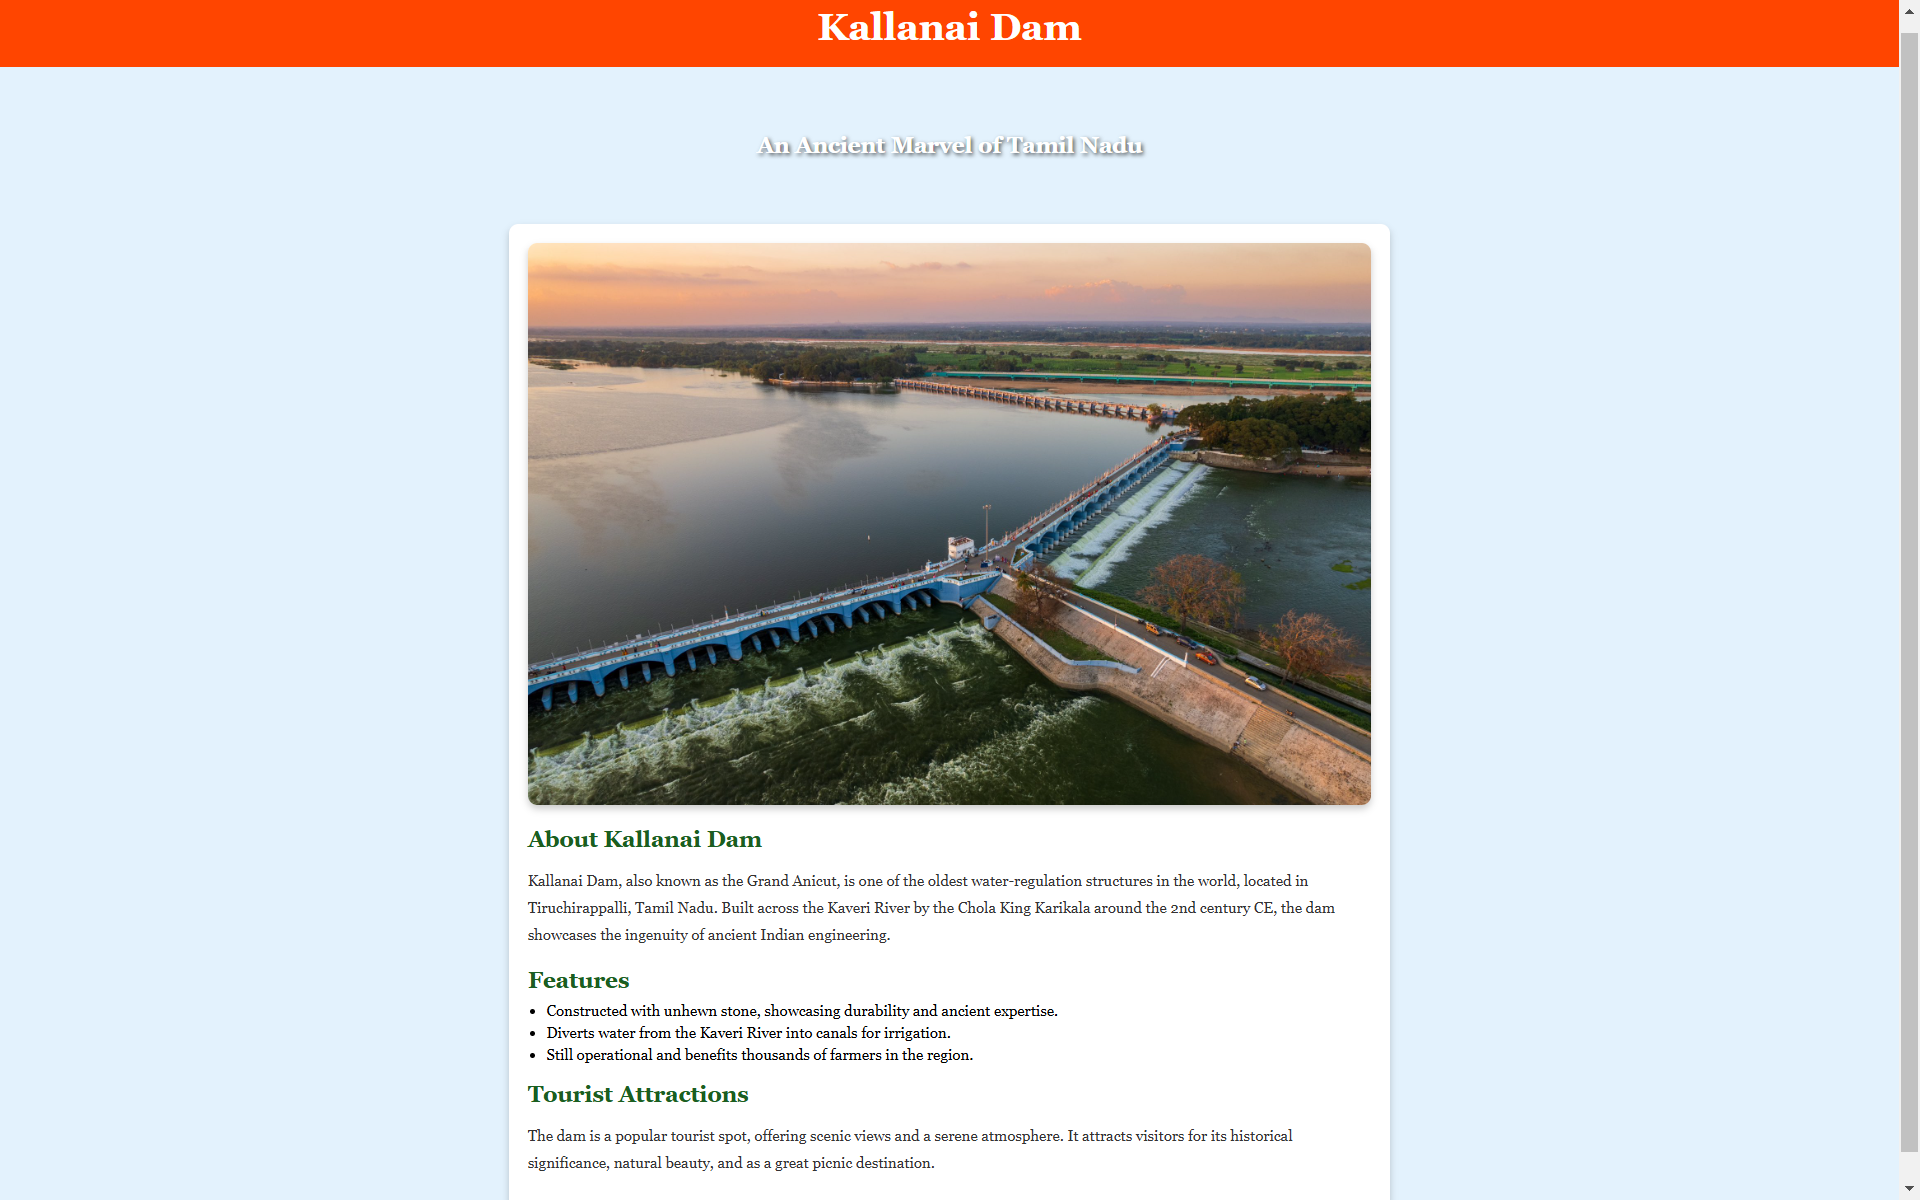 Kallanai Dam
An Ancient Marvel of Tamil Nadu
About Kallanai Dam
Kallanai Dam, also known as the Grand Anicut, is one of the oldest water-regulation structures in the world, located in
Tiruchirappalli, Tamil Nadu. Built across the Kaveri River by the Chola King Karikala around the 2nd century CE, the dam
showcases the ingenuity of ancient Indian engineering.
Features
• Constructed with unhewn stone, showcasing durability and ancient expertise.
• Diverts water from the Kaveri River into canals for irrigation.
• Still operational and benefits thousands of farmers in the region.
Tourist Attractions
The dam is a popular tourist spot, offering scenic views and a serene atmosphere. It attracts visitors for its historical
significance, natural beauty, and as a great picnic destination.